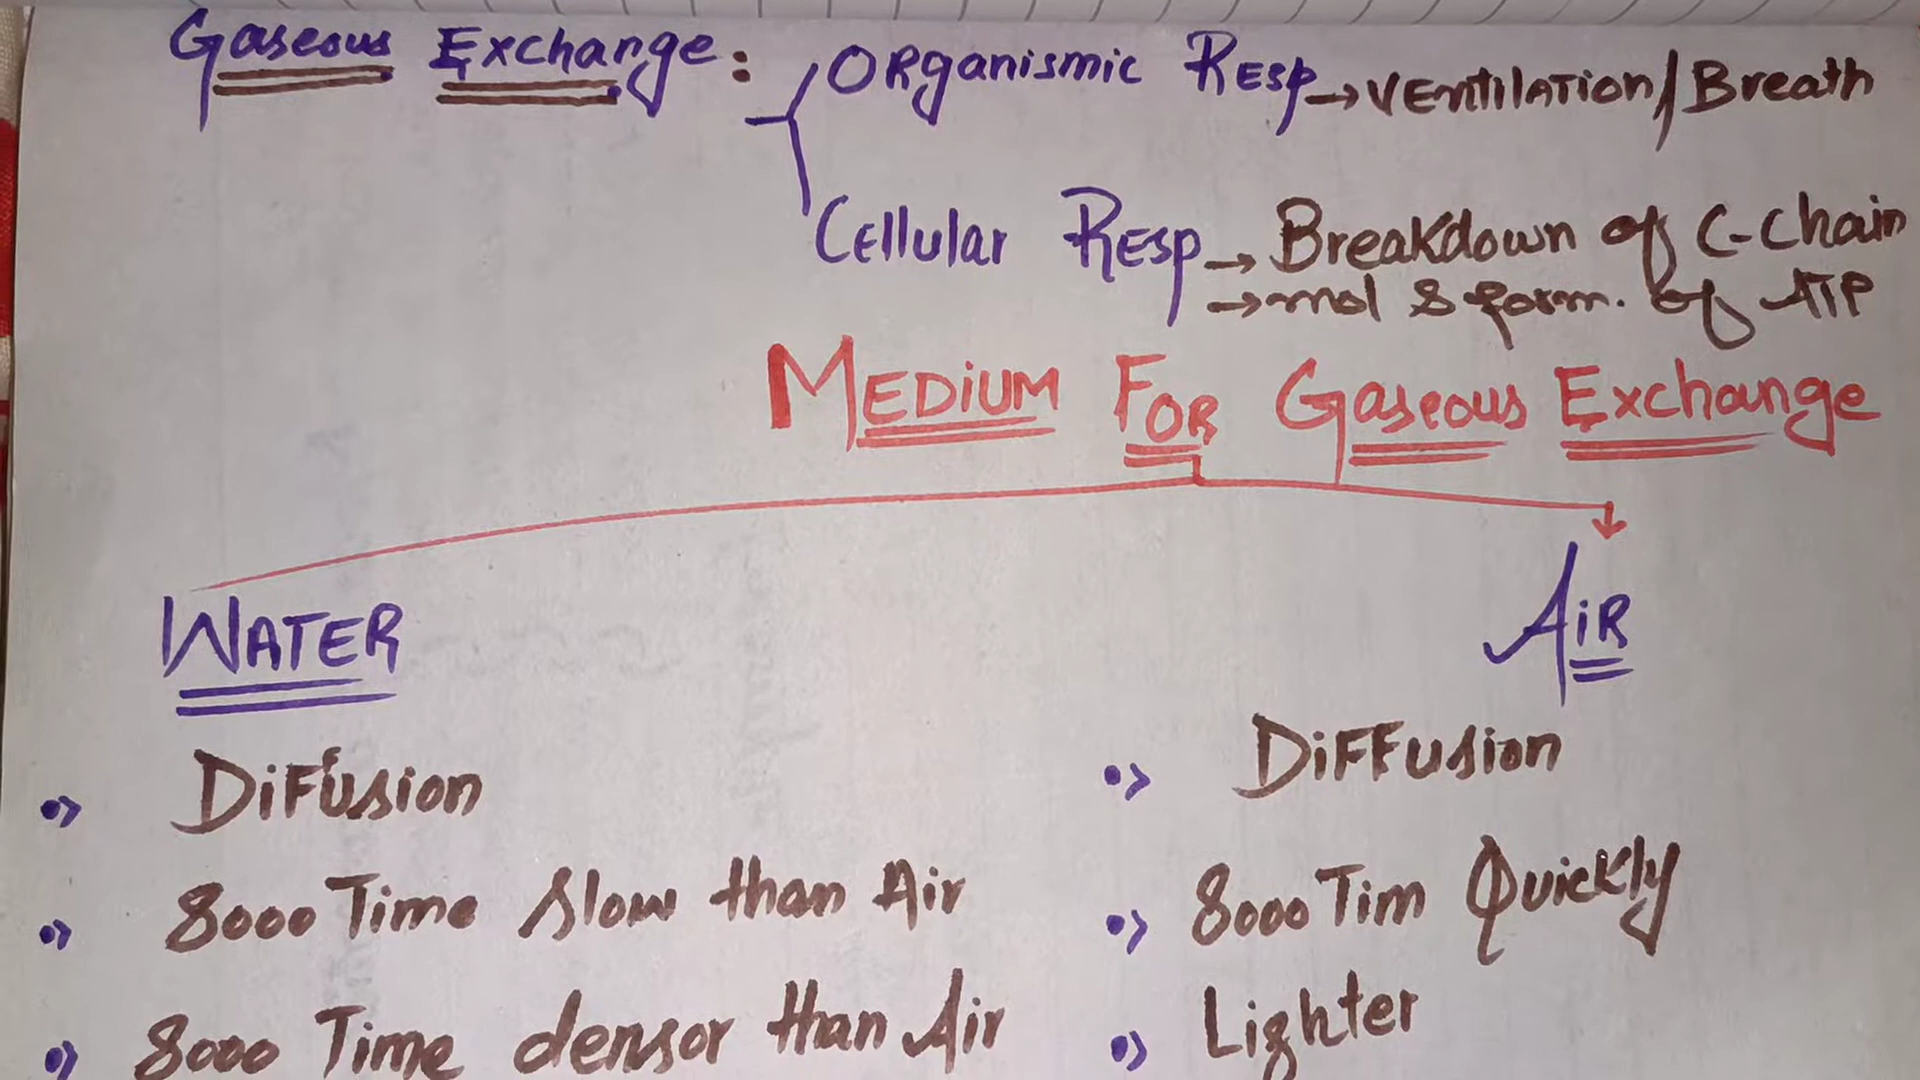 Gaseous Exchange: Organismic Resp → Ventilation / Breath
Cellular Resp → Breakdown of C-Chain
→ mol & form. of ATP
Medium For Gaseous Exchange
Water
Air
Difusion
Diffusion
8000 Time slow than Air
8000 Tim Quickly
8000 Time densor than Air
Lighter